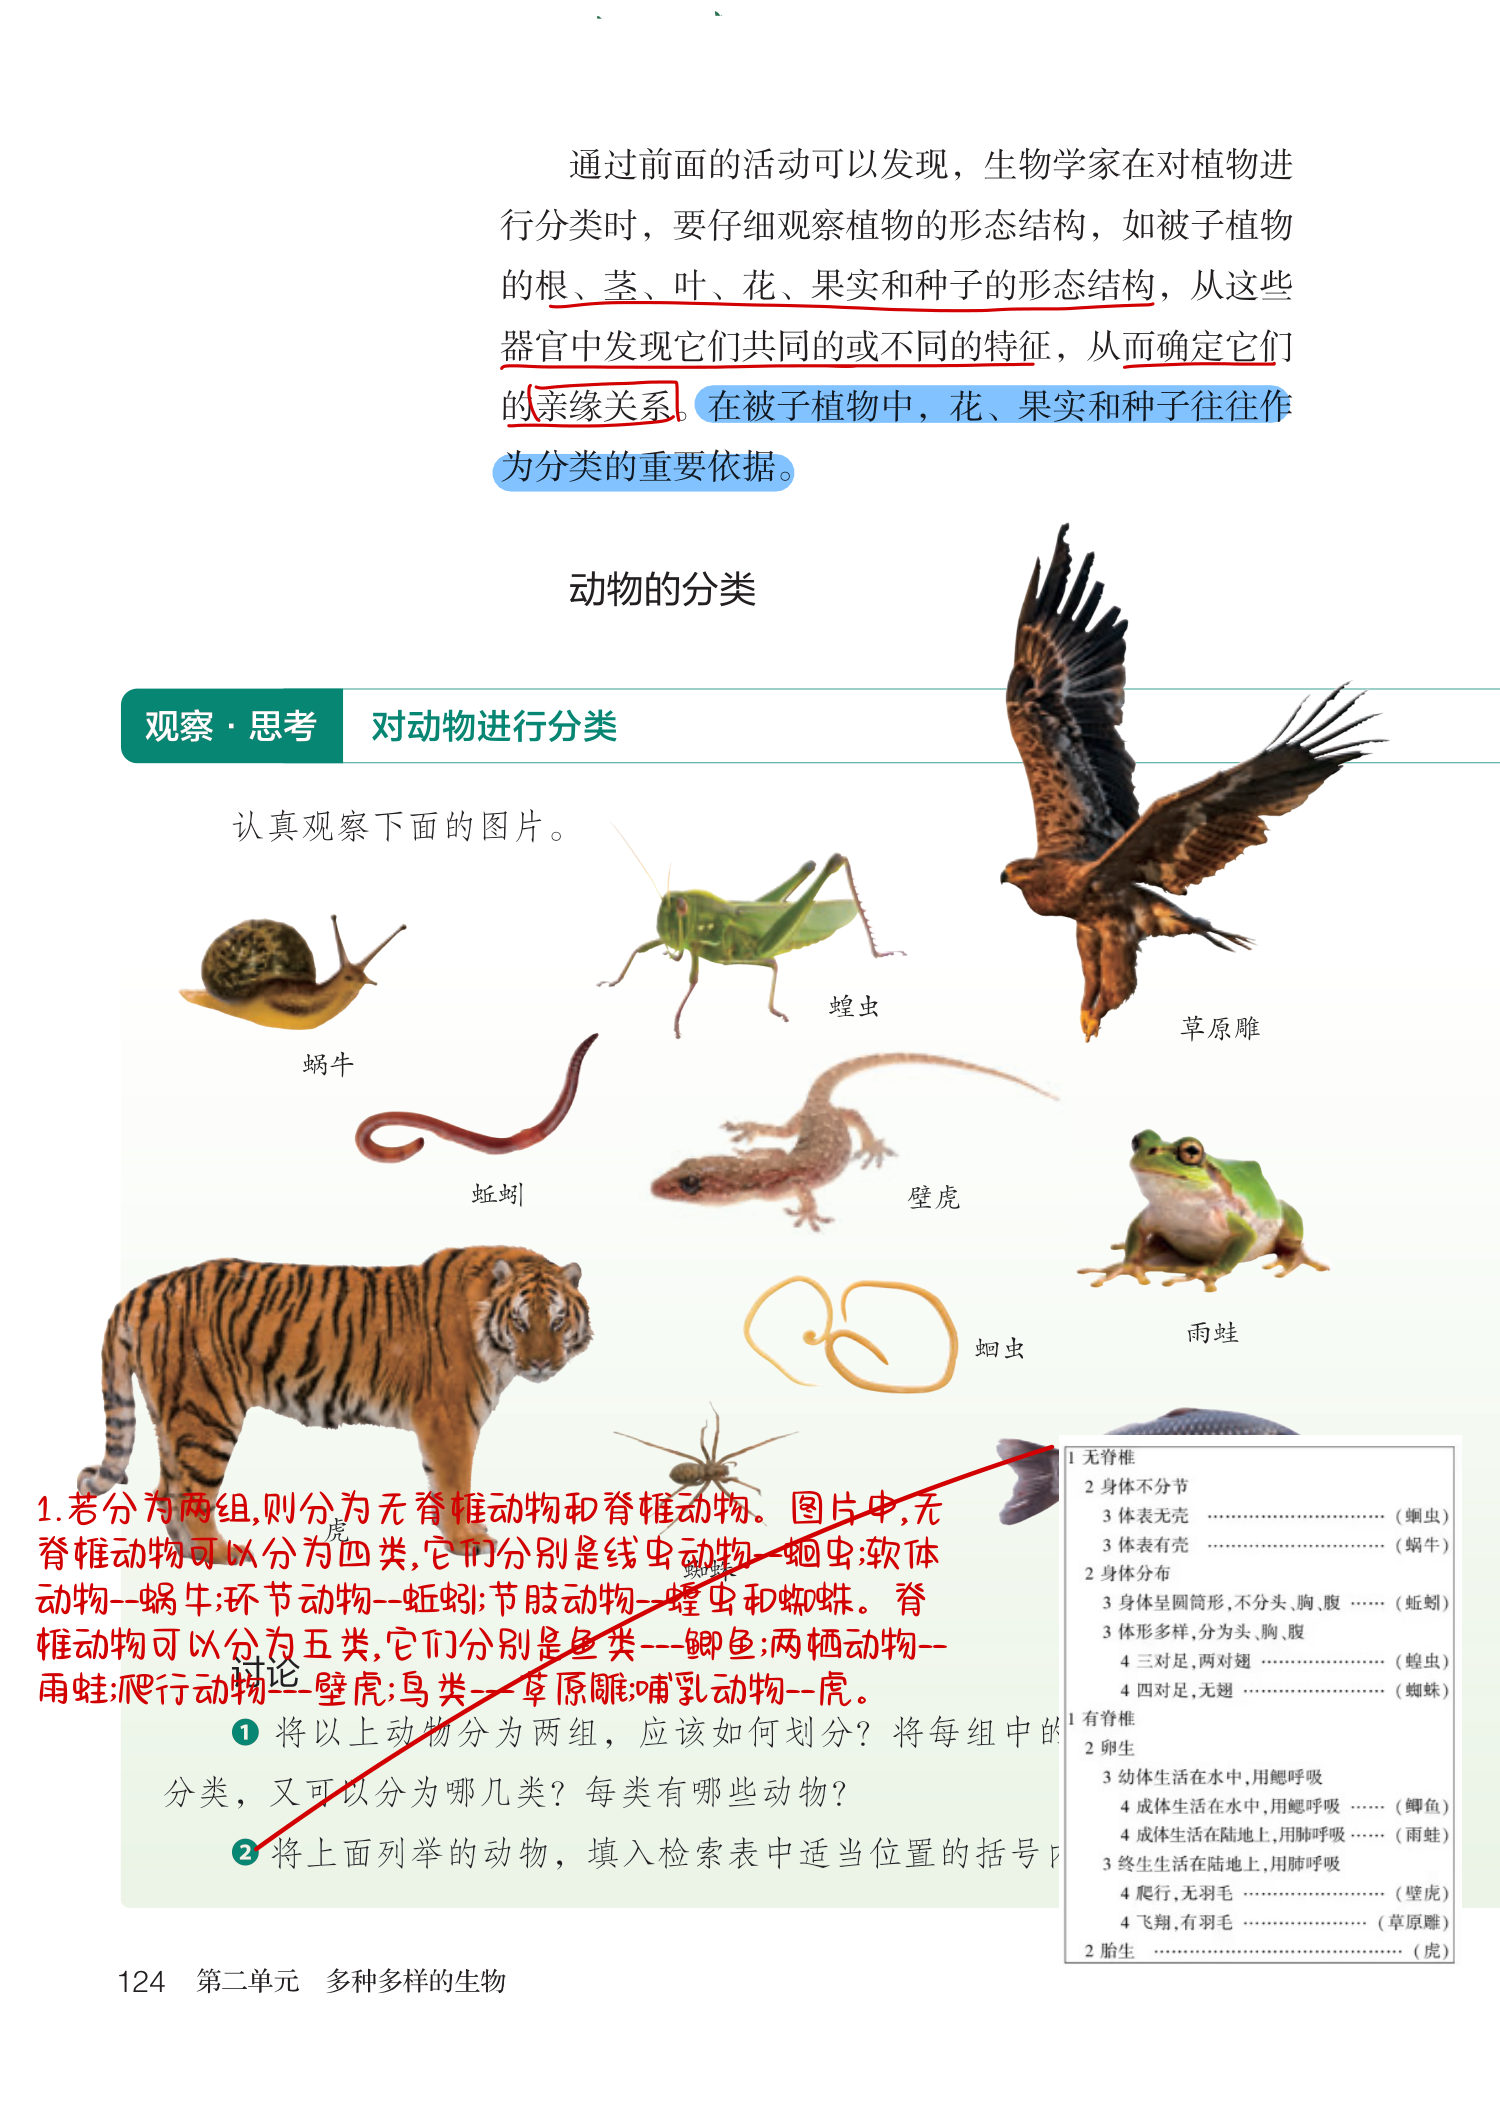 通过前面的活动可以发现，生物学家在对植物进
行分类时，要仔细观察植物的形态结构，如被子植物
的根、茎、叶、花、果实和种子的形态结构，从这些
器官中发现它们共同的或不同的特征，从而确定它们
的亲缘关系。在被子植物中，花、果实和种子往往作
为分类的重要依据。
动物的分类
观察·思考 对动物进行分类
认真观察下面的图片。
蝗虫
草原雕
蜗牛
蚯蚓
壁虎
雨蛙
蛔虫
虎
蜘蛛
1.若分为两组,则分为无脊椎动物和脊椎动物。图片中,无
脊椎动物可以分为四类,它们分别是线虫动物--蛔虫;软体
动物--蜗牛;环节动物--蚯蚓;节肢动物--蝗虫和蜘蛛。脊
椎动物可以分为五类,它们分别是鱼类---鲫鱼;两栖动物--
雨蛙;爬行动物---壁虎;鸟类---草原雕;哺乳动物--虎。
讨论
1 将以上动物分为两组，应该如何划分？将每组中的
分类，又可以分为哪几类？每类有哪些动物？
2 将上面列举的动物，填入检索表中适当位置的括号
1 无脊椎
2 身体不分节
3 体表无壳 ………………………… (蛔虫)
3 体表有壳 ………………………… (蜗牛)
2 身体分布
3 身体呈圆筒形,不分头、胸、腹 …… (蚯蚓)
3 体形多样,分为头、胸、腹
4 三对足,两对翅 ………………… (蝗虫)
4 四对足,无翅 …………………… (蜘蛛)
1 有脊椎
2 卵生
3 幼体生活在水中,用鳃呼吸
4 成体生活在水中,用鳃呼吸 …… (鲫鱼)
4 成体生活在陆地上,用肺呼吸 …… (雨蛙)
3 终生生活在陆地上,用肺呼吸
4 爬行,无羽毛 …………………… (壁虎)
4 飞翔,有羽毛 ………………… (草原雕)
2 胎生 …………………………………… (虎)
124 第二单元 多种多样的生物